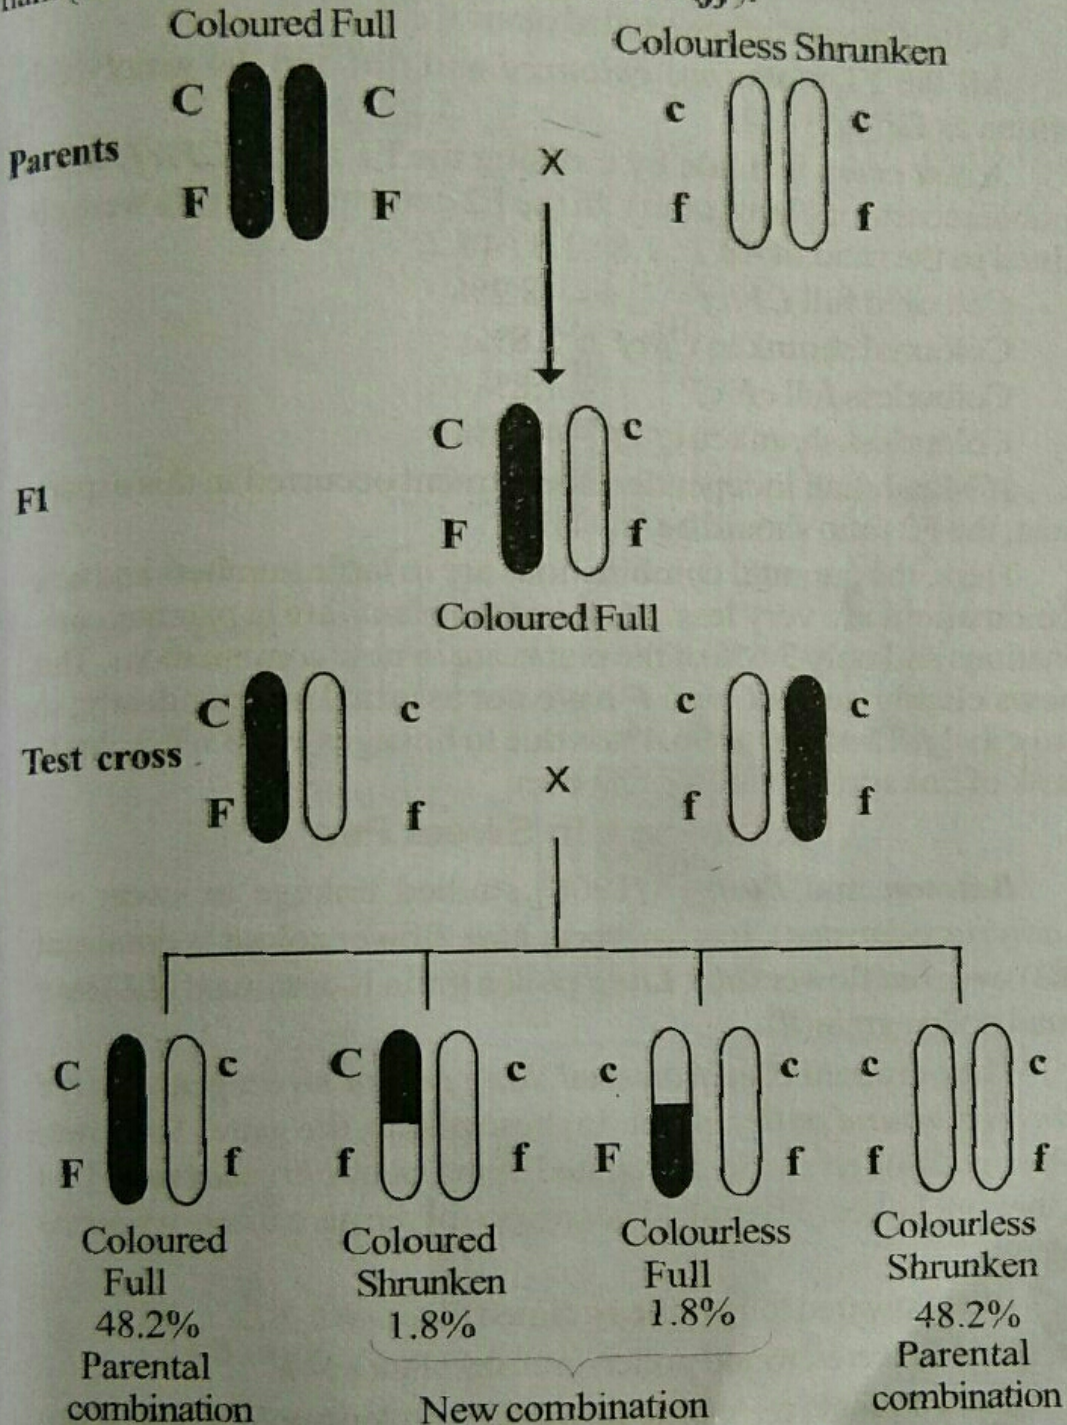 Coloured Full
Colourless Shrunken
C C c c
Parents X
F F f f
C c
F1
F f
Coloured Full
C c c c
Test cross X
F f f f
C c C c c c c c
F f f f F f f f
Coloured Coloured Colourless Colourless
Full Shrunken Full Shrunken
48.2% 1.8% 1.8% 48.2%
Parental Parental
combination New combination combination